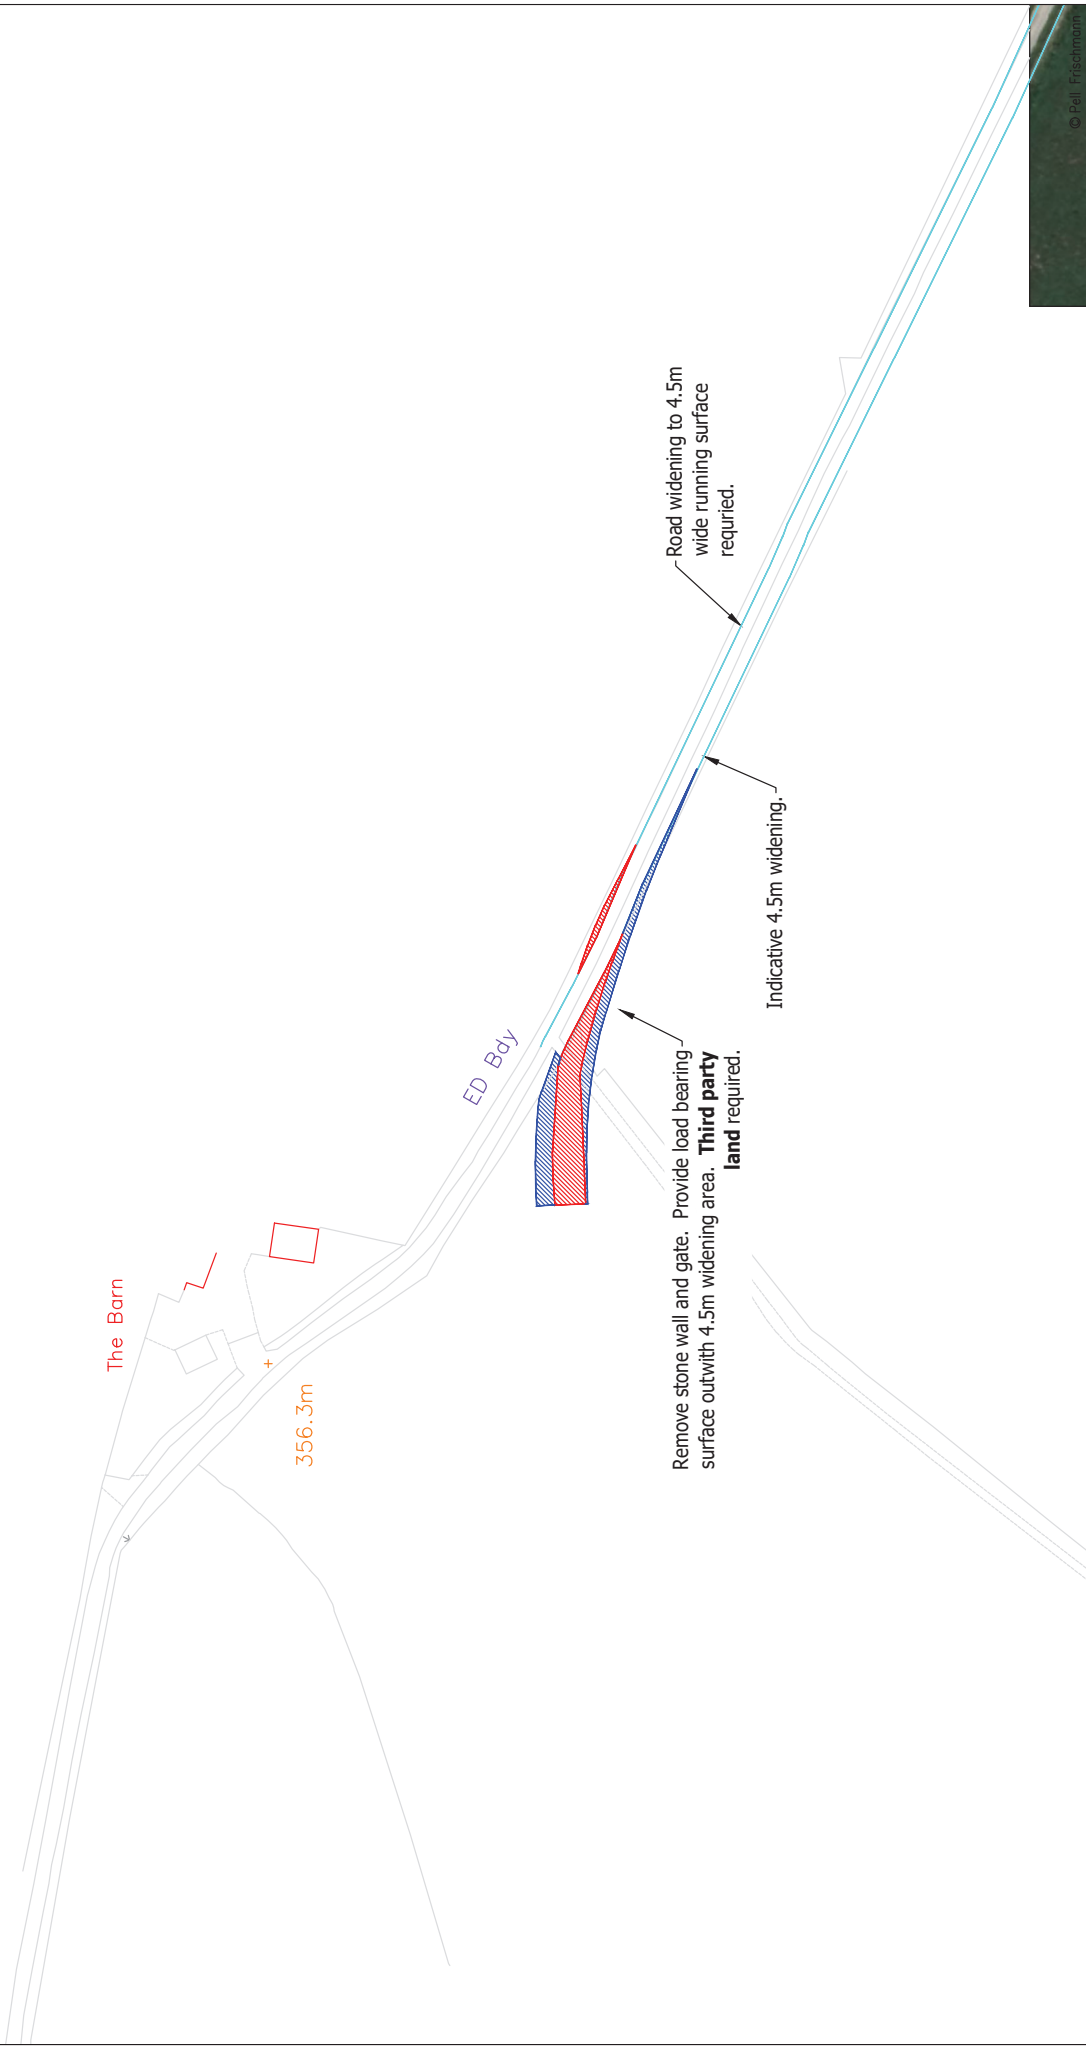 The Barn
356.3m
ED Bdy
Road widening to 4.5m
wide running surface
requried.
Indicative 4.5m widening.
Remove stone wall and gate. Provide load bearing
surface outwith 4.5m widening area. Third party
land required.
© Pell Frischmann